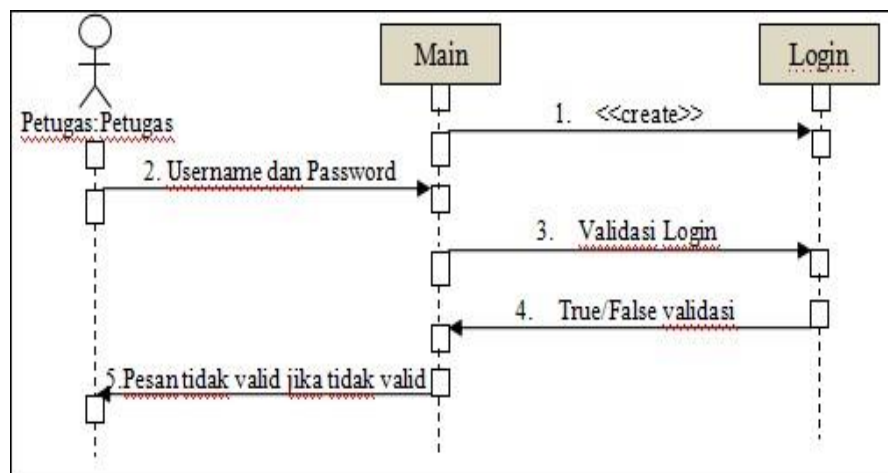 Main
Login
Petugas:Petugas
1. <<create>>
2. Username dan Password
3. Validasi Login
4. True/False validasi
5.Pesan tidak valid jika tidak valid